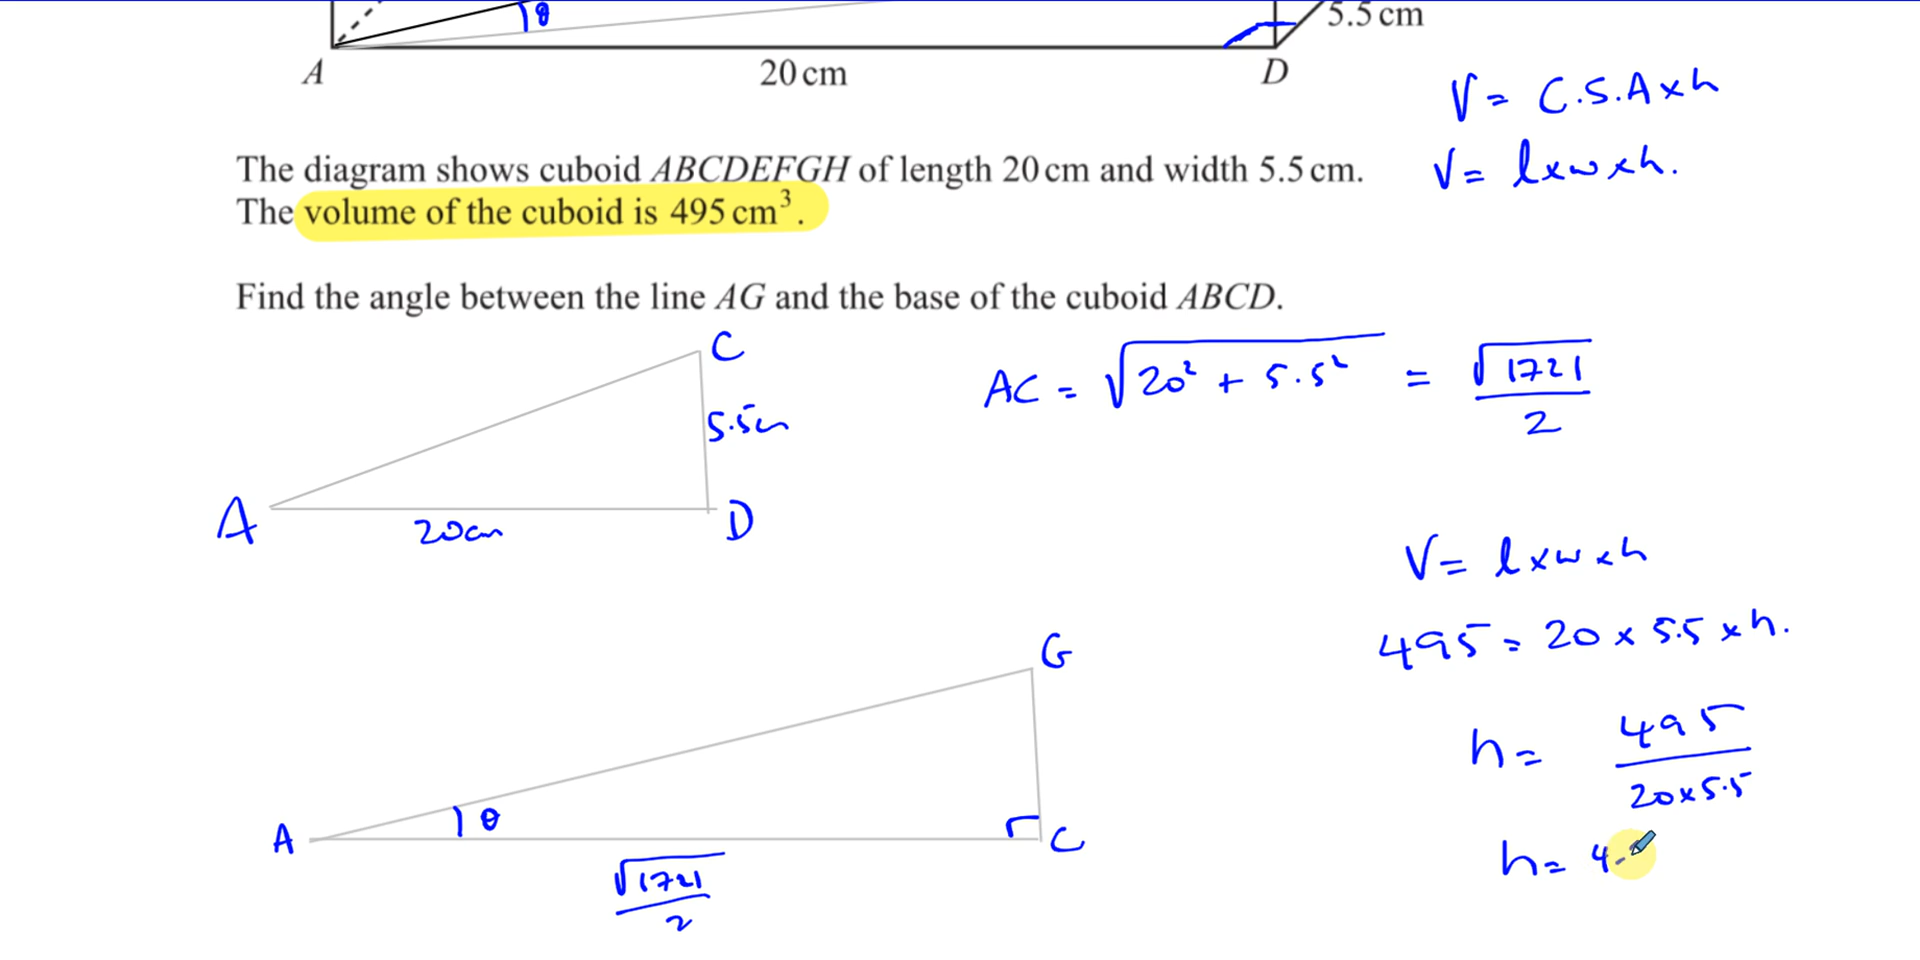 θ
5.5 cm
A
20 cm
D
V = C.S.A × h
V = l × w × h.
The diagram shows cuboid ABCDEFGH of length 20 cm and width 5.5 cm.
The volume of the cuboid is 495 cm³.
Find the angle between the line AG and the base of the cuboid ABCD.
C
5.5cm
A
20cm
D
AC = √(20² + 5.5²) = √1721 / 2
V = l × w × h
495 = 20 × 5.5 × h.
h = 495 / 20 × 5.5
h = 4.
G
A
θ
C
√1721 / 2